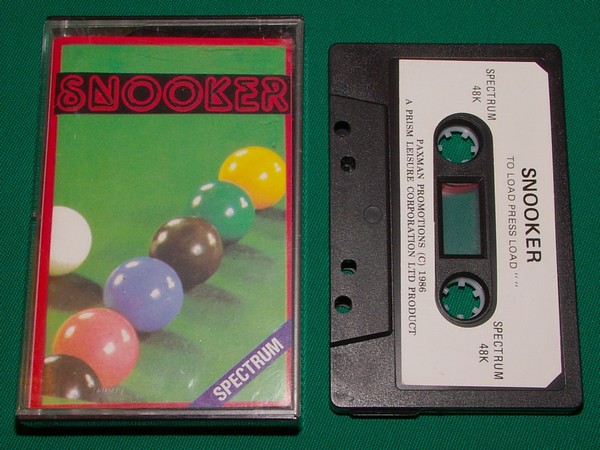 SNOOKER
SPECTRUM
SPECTRUM
48K
SNOOKER
TO LOAD PRESS LOAD " "
PAXMAN PROMOTIONS (C) 1986
A PRISM LEISURE CORPORATION LTD PRODUCT
SPECTRUM
48K